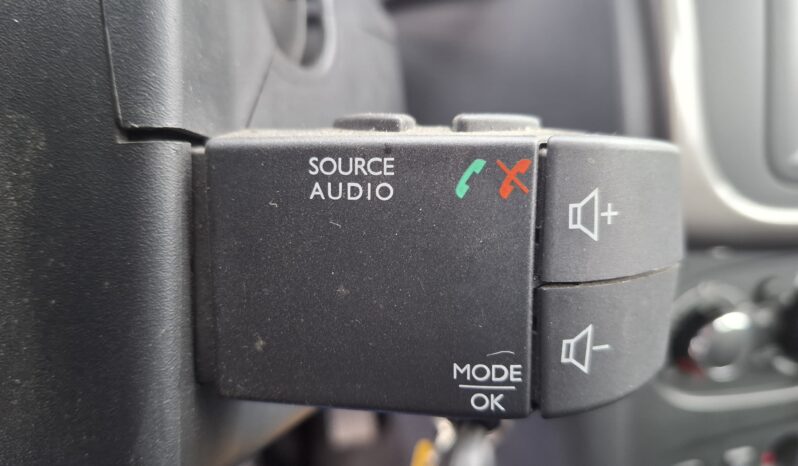 SOURCE
AUDIO
+
-
MODE
OK